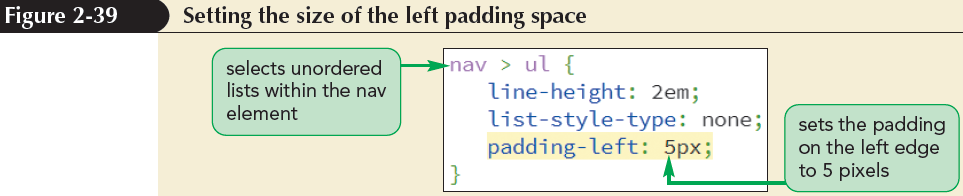 Figure 2-39 Setting the size of the left padding space
selects unordered
lists within the nav
element
nav > ul {
line-height: 2em;
list-style-type: none;
padding-left: 5px;
}
sets the padding
on the left edge
to 5 pixels